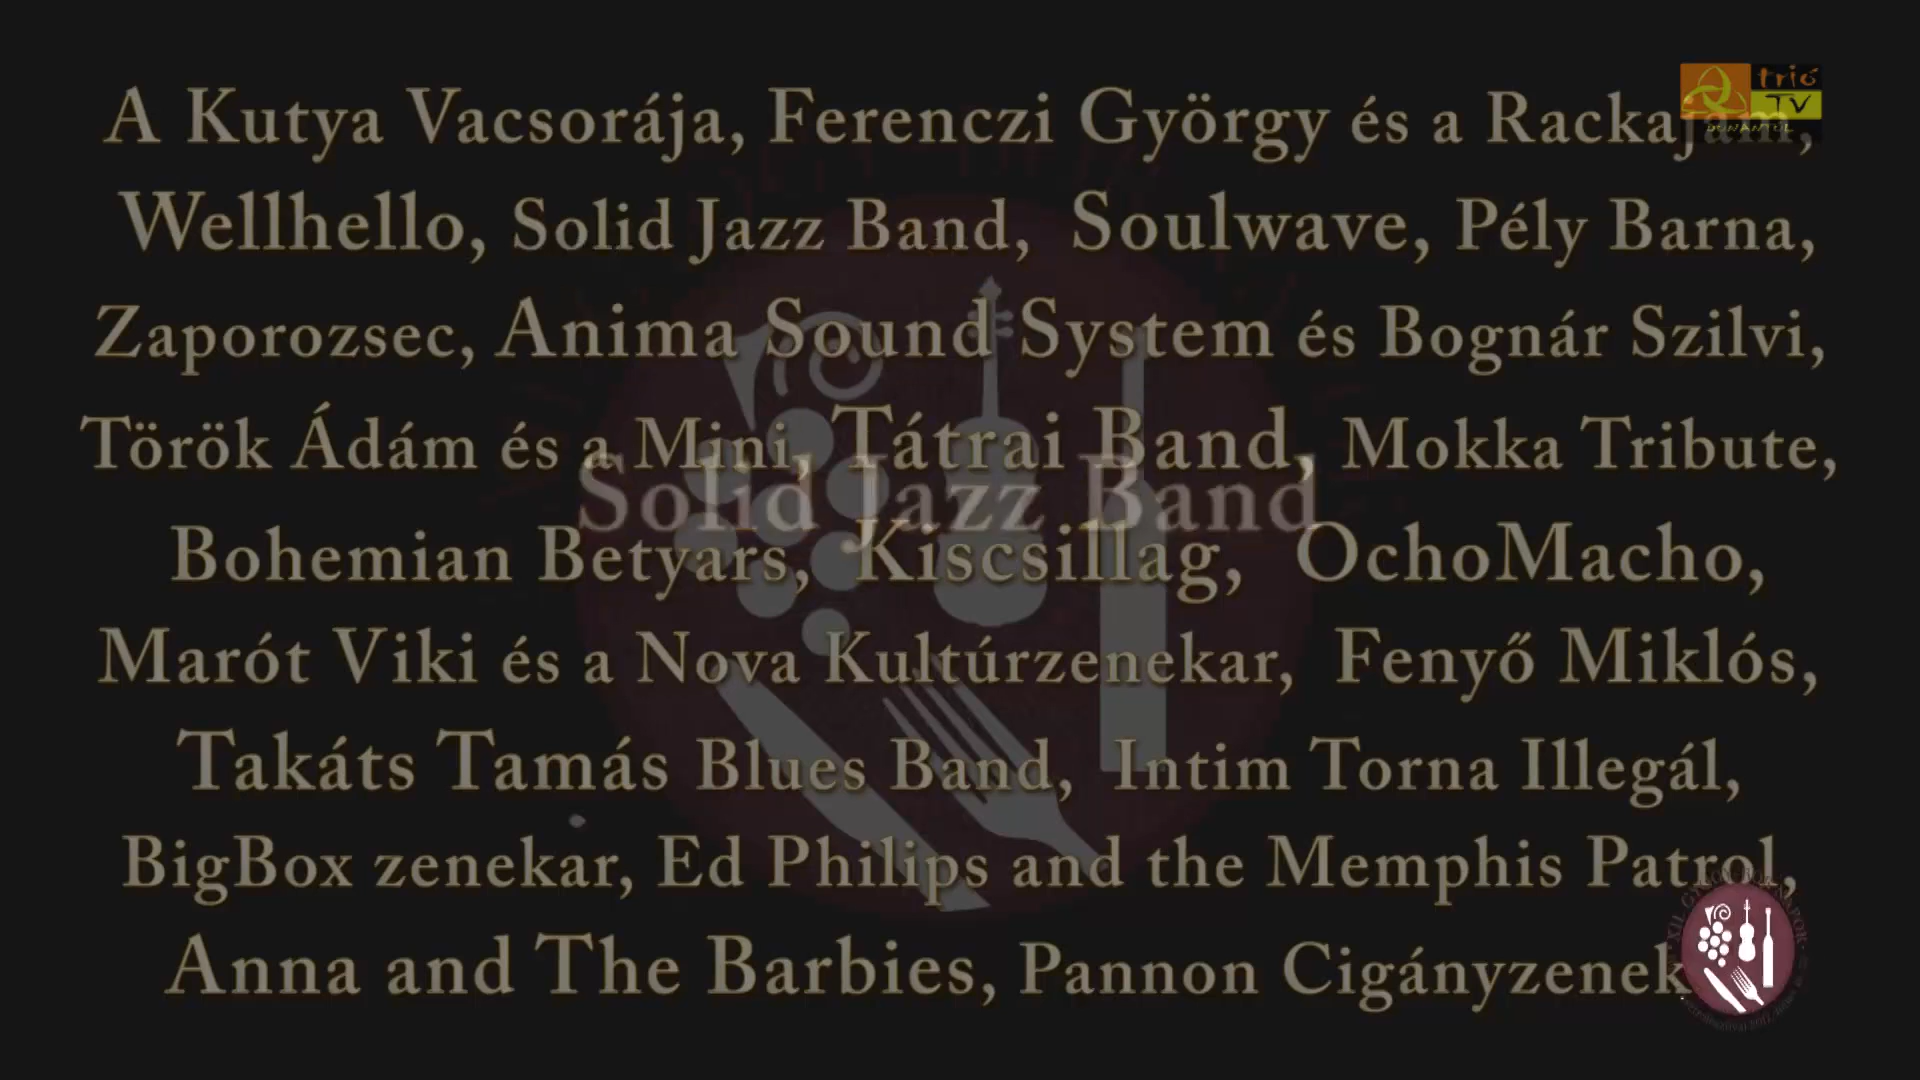 A Kutya Vacsorája, Ferenczi György és a Rackajam,
trió
TV
DUNÁNTÚL
Wellhello, Solid Jazz Band, Soulwave, Pély Barna,
Zaporozsec, Anima Sound System és Bognár Szilvi,
Török Ádám és a Mini, Tátrai Band, Mokka Tribute,
Solid Jazz Band
Bohemian Betyars, Kiscsillag, OchoMacho,
Marót Viki és a Nova Kultúrzenekar, Fenyő Miklós,
Takáts Tamás Blues Band, Intim Torna Illegál,
BigBox zenekar, Ed Philips and the Memphis Patrol,
Anna and The Barbies, Pannon Cigányzenek